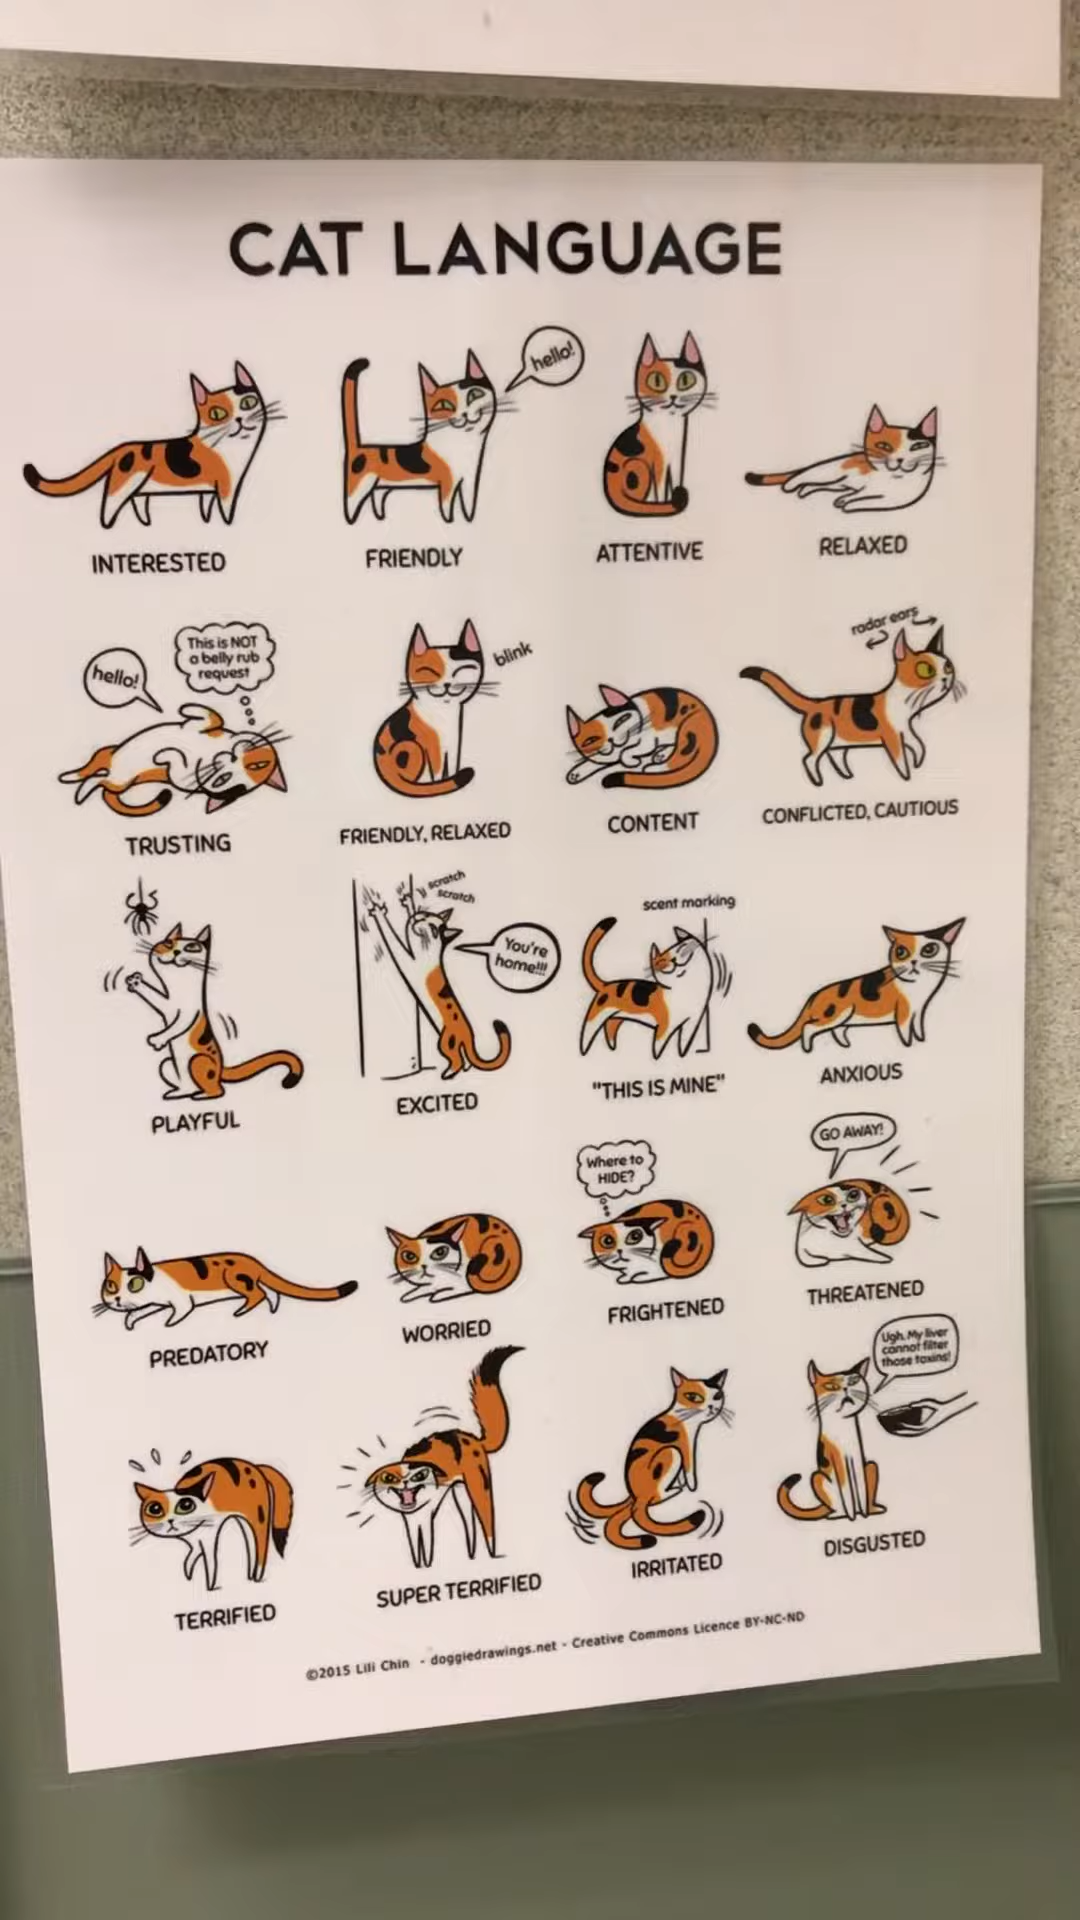 CAT LANGUAGE
hello!
INTERESTED
FRIENDLY
ATTENTIVE
RELAXED
hello!
This is NOT
a belly rub
request
blink
radar ears
TRUSTING
FRIENDLY, RELAXED
CONTENT
CONFLICTED, CAUTIOUS
scratch
scratch
You're
home!!!
scent marking
PLAYFUL
EXCITED
"THIS IS MINE"
ANXIOUS
Where to
HIDE?
GO AWAY!
PREDATORY
WORRIED
FRIGHTENED
THREATENED
Ugh. My liver
cannot filter
those toxins!
TERRIFIED
SUPER TERRIFIED
IRRITATED
DISGUSTED
©2015 Lili Chin - doggiedrawings.net - Creative Commons Licence BY-NC-ND